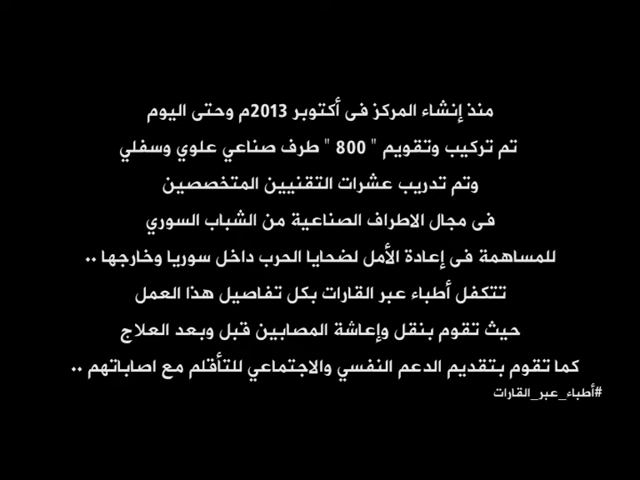 منذ إنشاء المركز فى أكتوبر 2013م وحتى اليوم
تم تركيب وتقويم " 800 " طرف صناعي علوي وسفلي
وتم تدريب عشرات التقنيين المتخصصين
فى مجال الاطراف الصناعية من الشباب السوري
للمساهمة فى إعادة الأمل لضحايا الحرب داخل سوريا وخارجها ..
تتكفل أطباء عبر القارات بكل تفاصيل هذا العمل
حيث تقوم بنقل وإعاشة المصابين قبل وبعد العلاج
كما تقوم بتقديم الدعم النفسي والاجتماعي للتأقلم مع اصاباتهم ..
#أطباء_عبر_القارات